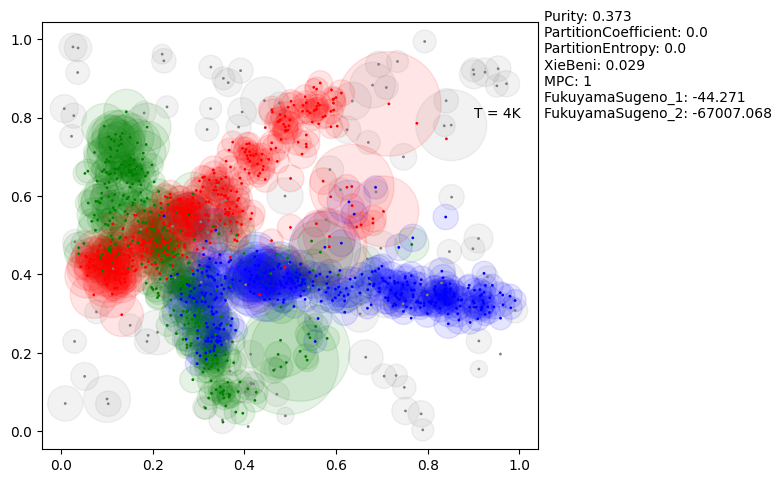 Purity: 0.373
PartitionCoefficient: 0.0
PartitionEntropy: 0.0
XieBeni: 0.029
MPC: 1
FukuyamaSugeno_1: -44.271
FukuyamaSugeno_2: -67007.068
T = 4K
1.0
0.8
0.6
0.4
0.2
0.0
0.0 0.2 0.4 0.6 0.8 1.0